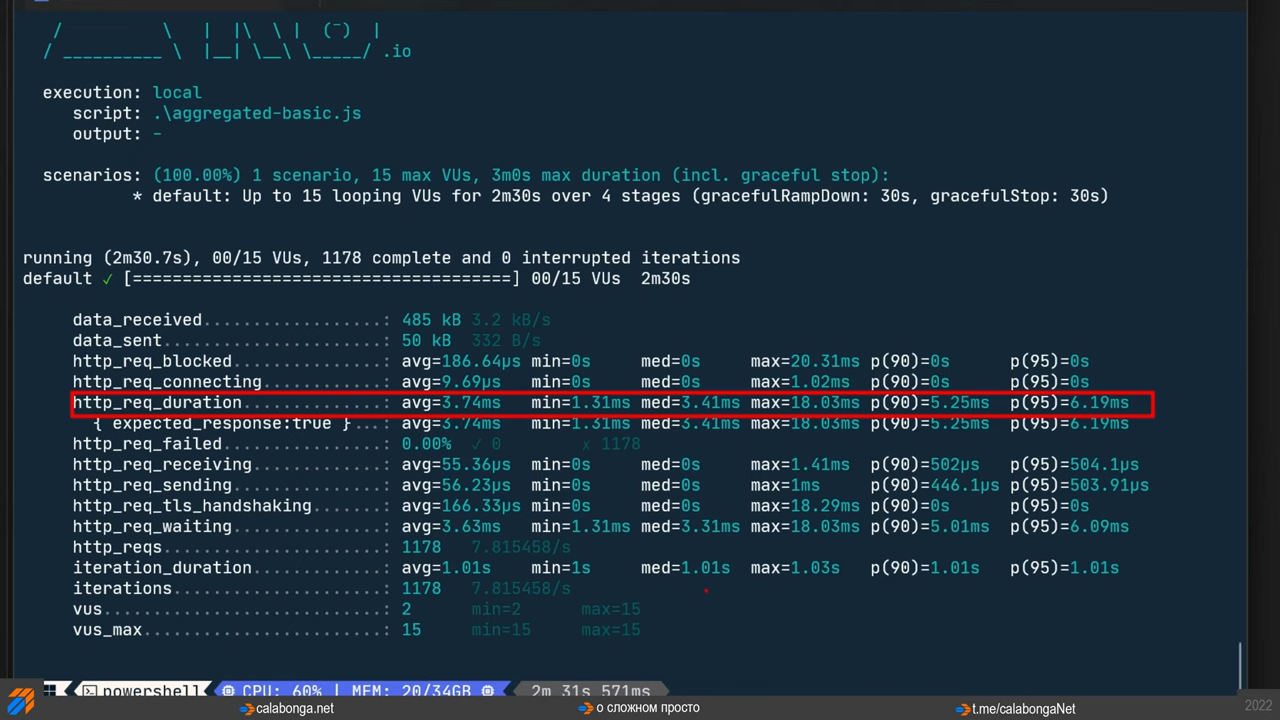 / \ | |\ \ | (‾) |
/ __________ \ |__| \__\ \_____/ .io
execution: local
script: .\aggregated-basic.js
output: -
scenarios: (100.00%) 1 scenario, 15 max VUs, 3m0s max duration (incl. graceful stop):
* default: Up to 15 looping VUs for 2m30s over 4 stages (gracefulRampDown: 30s, gracefulStop: 30s)
running (2m30.7s), 00/15 VUs, 1178 complete and 0 interrupted iterations
default ✓ [======================================] 00/15 VUs 2m30s
data_received..................: 485 kB 3.2 kB/s
data_sent......................: 50 kB 332 B/s
http_req_blocked...............: avg=186.64µs min=0s med=0s max=20.31ms p(90)=0s p(95)=0s
http_req_connecting............: avg=9.69µs min=0s med=0s max=1.02ms p(90)=0s p(95)=0s
http_req_duration..............: avg=3.74ms min=1.31ms med=3.41ms max=18.03ms p(90)=5.25ms p(95)=6.19ms
{ expected_response:true }...: avg=3.74ms min=1.31ms med=3.41ms max=18.03ms p(90)=5.25ms p(95)=6.19ms
http_req_failed................: 0.00% ✓ 0 x 1178
http_req_receiving.............: avg=55.36µs min=0s med=0s max=1.41ms p(90)=502µs p(95)=504.1µs
http_req_sending...............: avg=56.23µs min=0s med=0s max=1ms p(90)=446.1µs p(95)=503.91µs
http_req_tls_handshaking.......: avg=166.33µs min=0s med=0s max=18.29ms p(90)=0s p(95)=0s
http_req_waiting...............: avg=3.63ms min=1.31ms med=3.31ms max=18.03ms p(90)=5.01ms p(95)=6.09ms
http_reqs......................: 1178 7.815458/s
iteration_duration.............: avg=1.01s min=1s med=1.01s max=1.03s p(90)=1.01s p(95)=1.01s
iterations.....................: 1178 7.815458/s
vus............................: 2 min=2 max=15
vus_max........................: 15 min=15 max=15
powershell CPU: 60% | MEM: 20/34GB 2m 31s 571ms
calabonga.net о сложном просто t.me/calabongaNet 2022